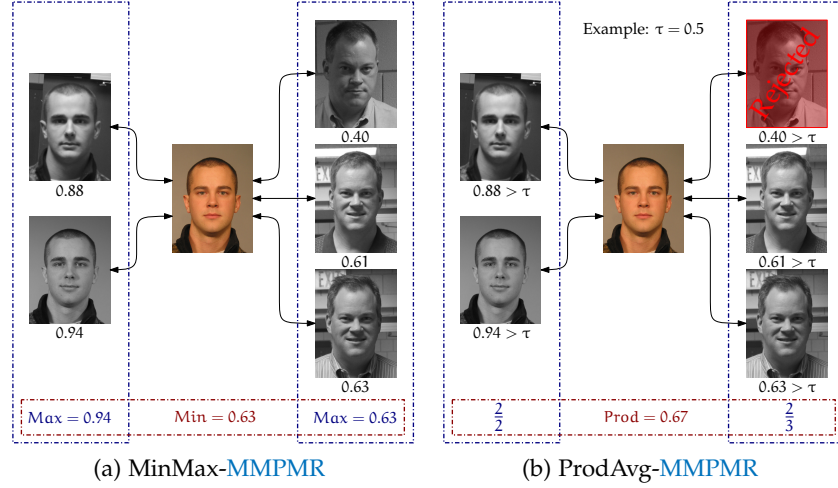 0.88
0.94
0.40
0.61
0.63
Max = 0.94
Min = 0.63
Max = 0.63
(a) MinMax-MMPMR
Example: τ = 0.5
0.88 > τ
0.94 > τ
Rejected
0.40 > τ
0.61 > τ
0.63 > τ
2/2
Prod = 0.67
2/3
(b) ProdAvg-MMPMR